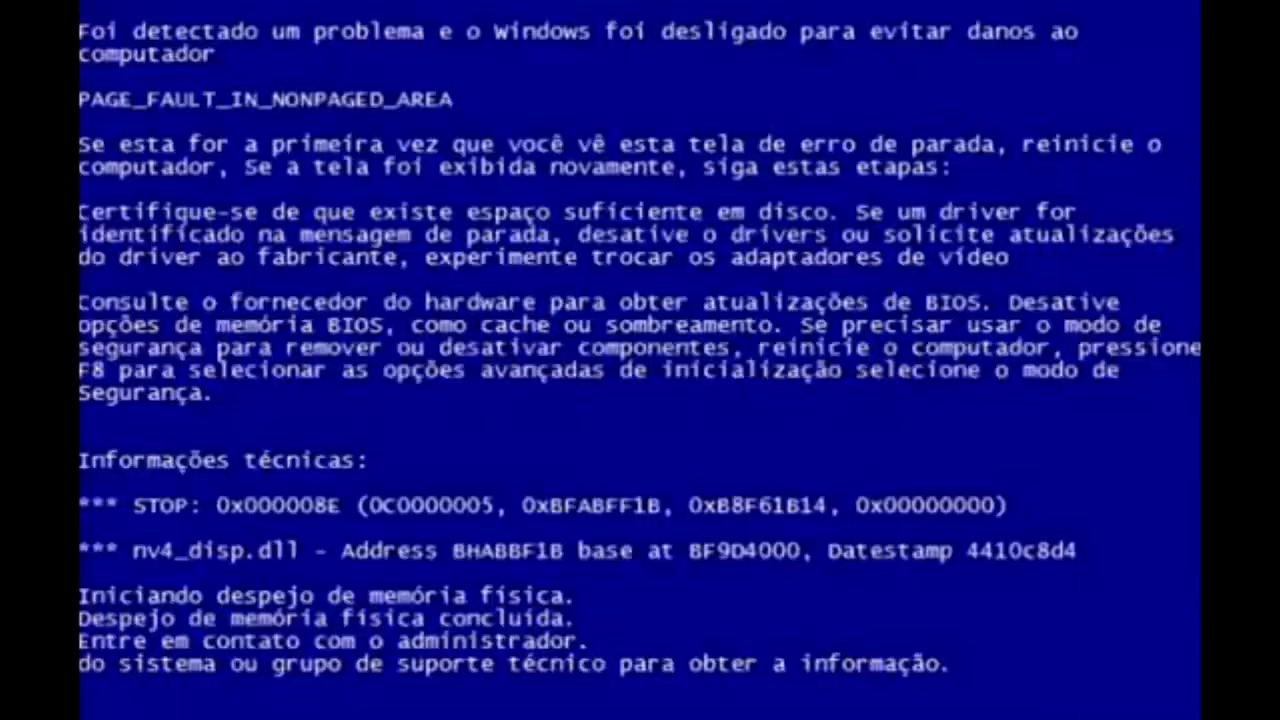 Foi detectado um problema e o Windows foi desligado para evitar danos ao
computador
PAGE_FAULT_IN_NONPAGED_AREA
Se esta for a primeira vez que você vê esta tela de erro de parada, reinicie o
computador, Se a tela foi exibida novamente, siga estas etapas:
Certifique-se de que existe espaço suficiente em disco. Se um driver for
identificado na mensagem de parada, desative o drivers ou solicite atualizações
do driver ao fabricante, experimente trocar os adaptadores de vídeo
Consulte o fornecedor do hardware para obter atualizações de BIOS. Desative
opções de memória BIOS, como cache ou sombreamento. Se precisar usar o modo de
segurança para remover ou desativar componentes, reinicie o computador, pressione
F8 para selecionar as opções avançadas de inicialização selecione o modo de
Segurança.
Informações técnicas:
*** STOP: 0x000008E (0C0000005, 0xBFABFF1B, 0xB8F61B14, 0x00000000)
*** nv4_disp.dll - Address BHABBF1B base at BF9D4000, Datestamp 4410c8d4
Iniciando despejo de memória física.
Despejo de memória física concluída.
Entre em contato com o administrador.
do sistema ou grupo de suporte técnico para obter a informação.